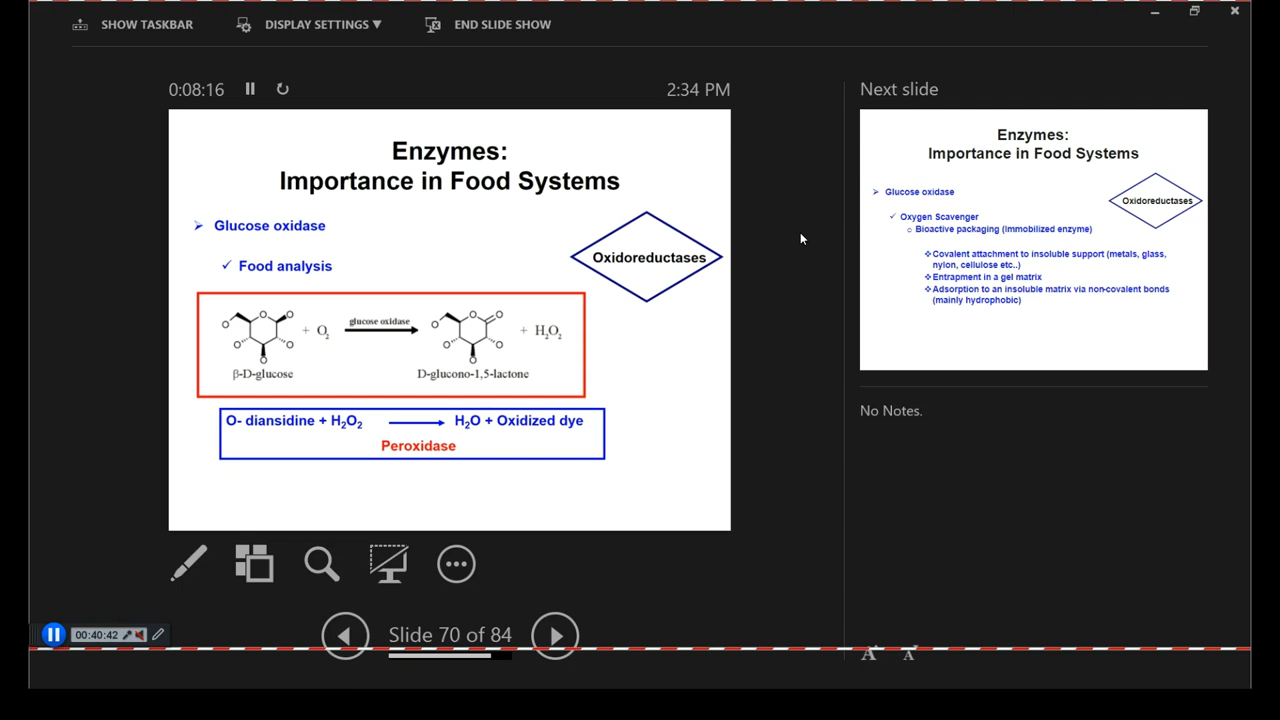 SHOW TASKBAR
DISPLAY SETTINGS ▼
END SLIDE SHOW
0:08:16
2:34 PM
Enzymes:
Importance in Food Systems
➢ Glucose oxidase
✓ Food analysis
Oxidoreductases
glucose oxidase
+ O₂
+ H₂O₂
β-D-glucose
D-glucono-1,5-lactone
O- diansidine + H₂O₂ → H₂O + Oxidized dye
Peroxidase
Next slide
Enzymes:
Importance in Food Systems
➢ Glucose oxidase
Oxidoreductases
✓ Oxygen Scavenger
o Bioactive packaging (Immobilized enzyme)
❖Covalent attachment to insoluble support (metals, glass,
nylon, cellulose etc..)
❖Entrapment in a gel matrix
❖Adsorption to an insoluble matrix via non-covalent bonds
(mainly hydrophobic)
No Notes.
00:40:42
Slide 70 of 84
A A